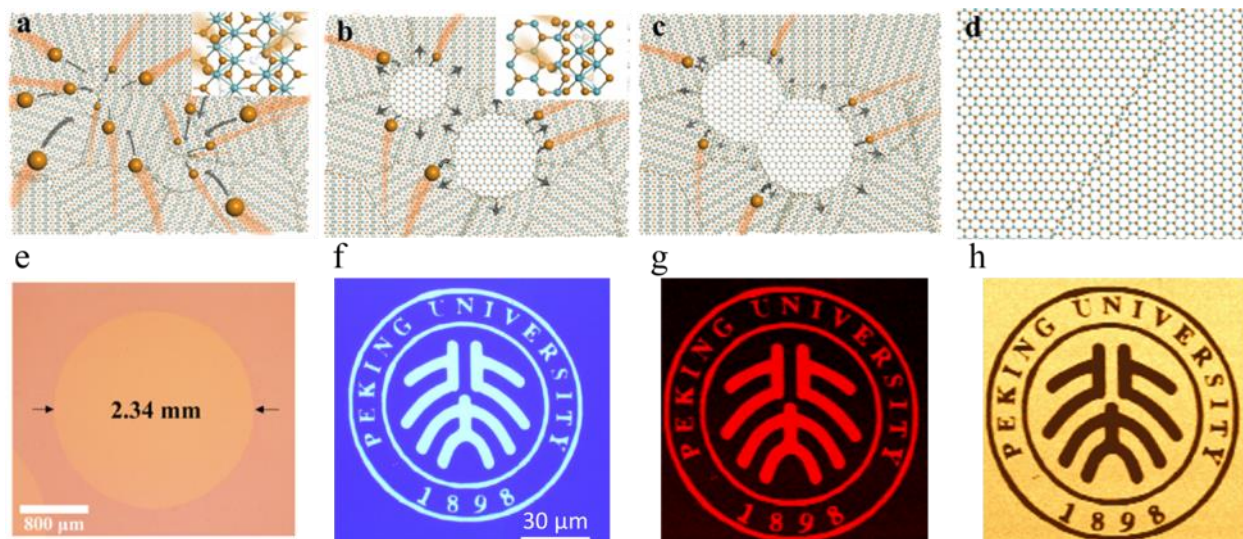 a
b
c
d
e
f
g
h
2.34 mm
800 µm
PEKING UNIVERSITY
1898
30 µm
PEKING UNIVERSITY
1898
PEKING UNIVERSITY
1898